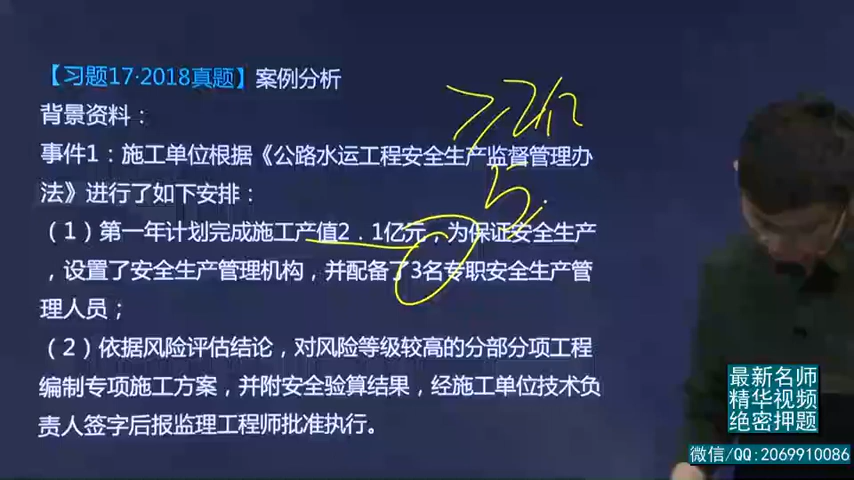 【习题17·2018真题】案例分析
背景资料：
事件1：施工单位根据《公路水运工程安全生产监督管理办
法》进行了如下安排：
（1）第一年计划完成施工产值2．1亿元，为保证安全生产
，设置了安全生产管理机构，并配备了3名专职安全生产管
理人员；
（2）依据风险评估结论，对风险等级较高的分部分项工程
编制专项施工方案，并附安全验算结果，经施工单位技术负
责人签字后报监理工程师批准执行。
≥2亿
5
最新名师
精华视频
绝密押题
微信/QQ:2069910086